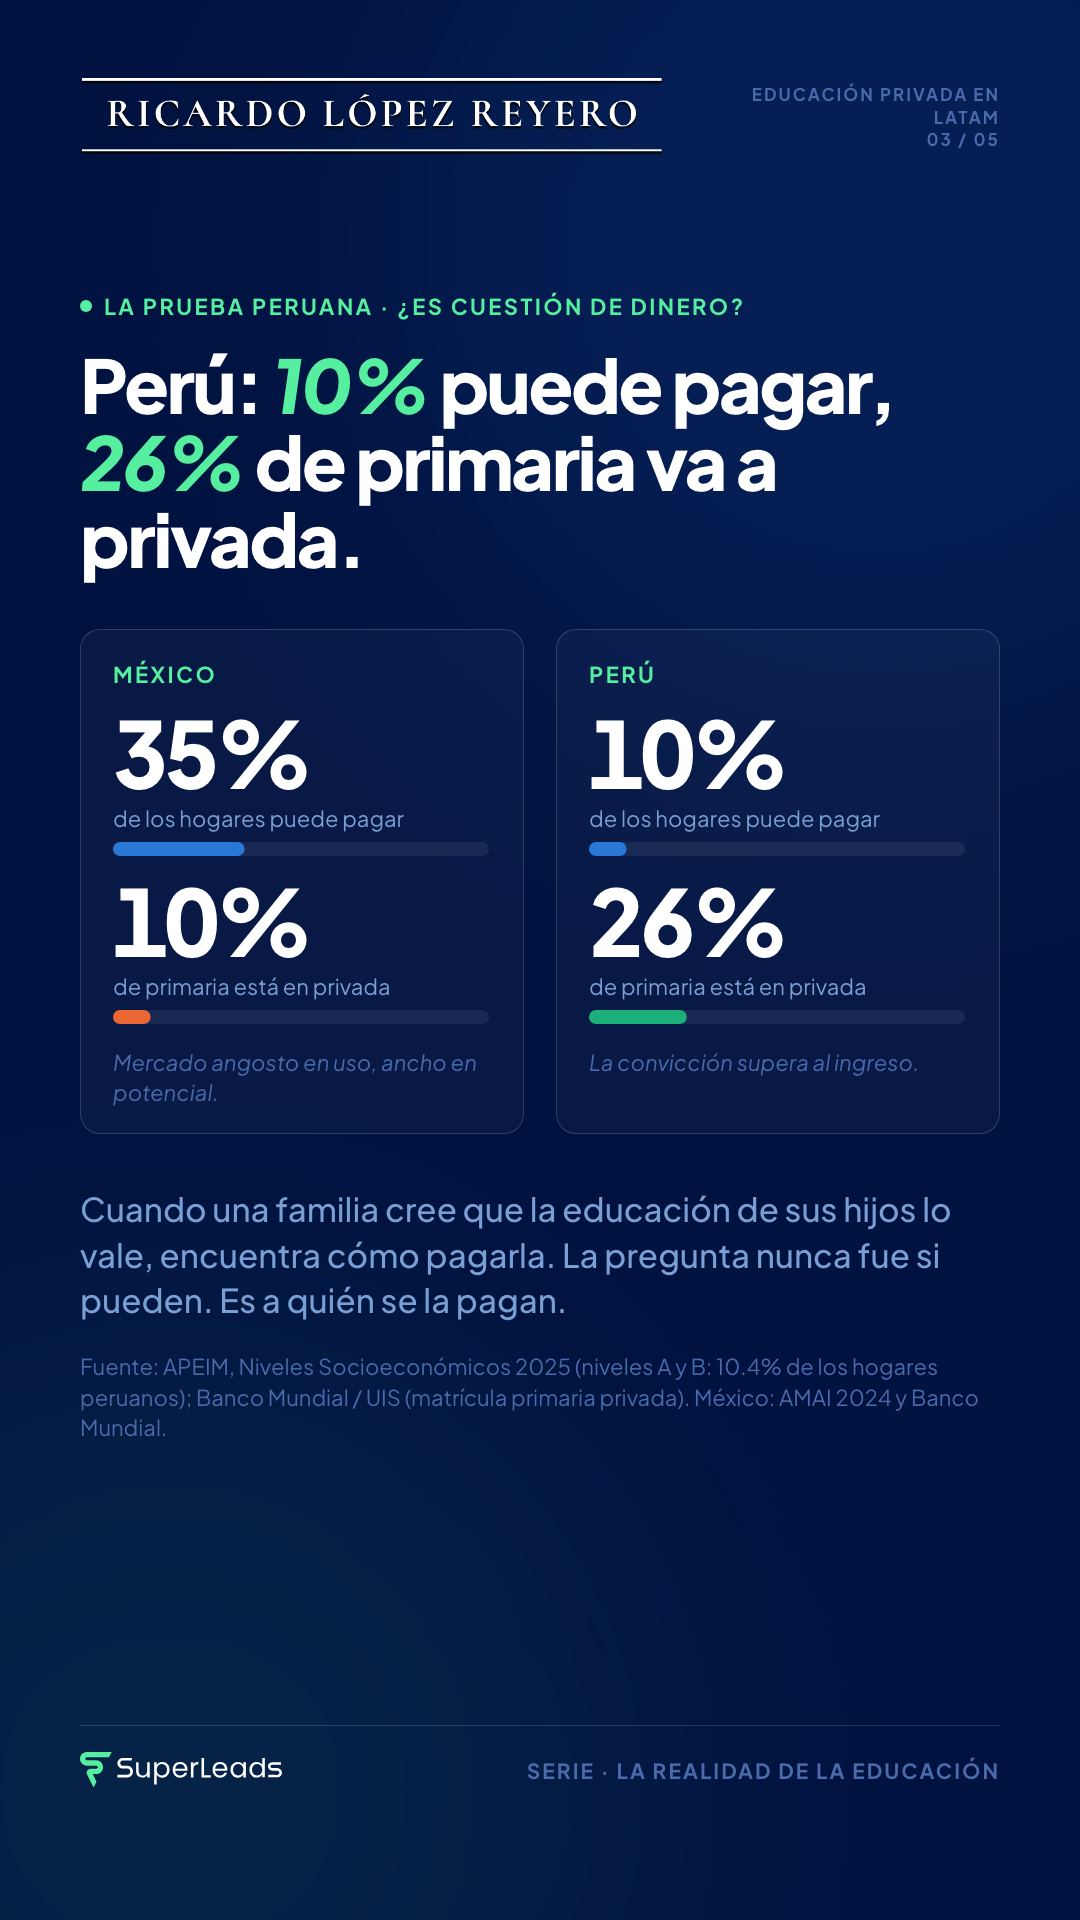 RICARDO LÓPEZ REYERO
EDUCACIÓN PRIVADA EN
LATAM
03 / 05
LA PRUEBA PERUANA · ¿ES CUESTIÓN DE DINERO?
Perú: 10% puede pagar,
26% de primaria va a
privada.
MÉXICO
35%
de los hogares puede pagar
10%
de primaria está en privada
Mercado angosto en uso, ancho en
potencial.
PERÚ
10%
de los hogares puede pagar
26%
de primaria está en privada
La convicción supera al ingreso.
Cuando una familia cree que la educación de sus hijos lo
vale, encuentra cómo pagarla. La pregunta nunca fue si
pueden. Es a quién se la pagan.
Fuente: APEIM, Niveles Socioeconómicos 2025 (niveles A y B: 10.4% de los hogares
peruanos); Banco Mundial / UIS (matrícula primaria privada). México: AMAI 2024 y Banco
Mundial.
SuperLeads
SERIE · LA REALIDAD DE LA EDUCACIÓN